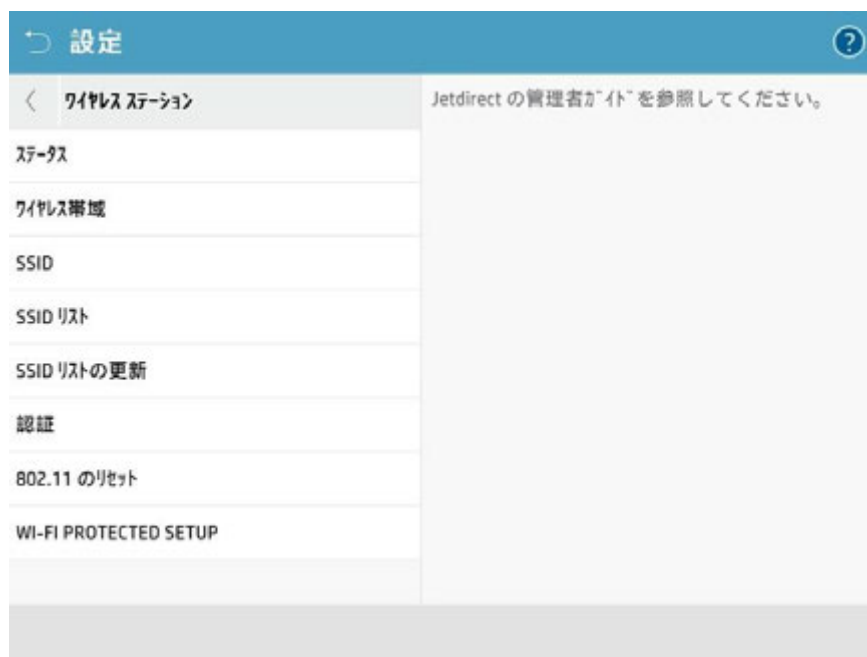 設定
?
ワイヤレス ステーション
Jetdirect の管理者ガイドを参照してください。
ステータス
ワイヤレス帯域
SSID
SSID リスト
SSID リストの更新
認証
802.11 のリセット
WI-FI PROTECTED SETUP